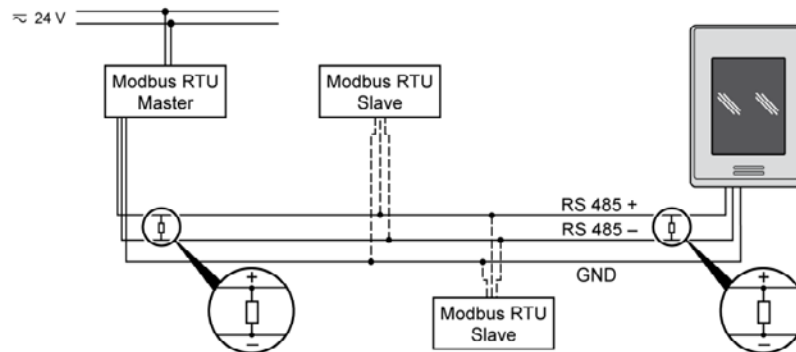 ⎓ 24 V
Modbus RTU
Master
Modbus RTU
Slave
RS 485 +
RS 485 –
GND
Modbus RTU
Slave
+
–
+
–